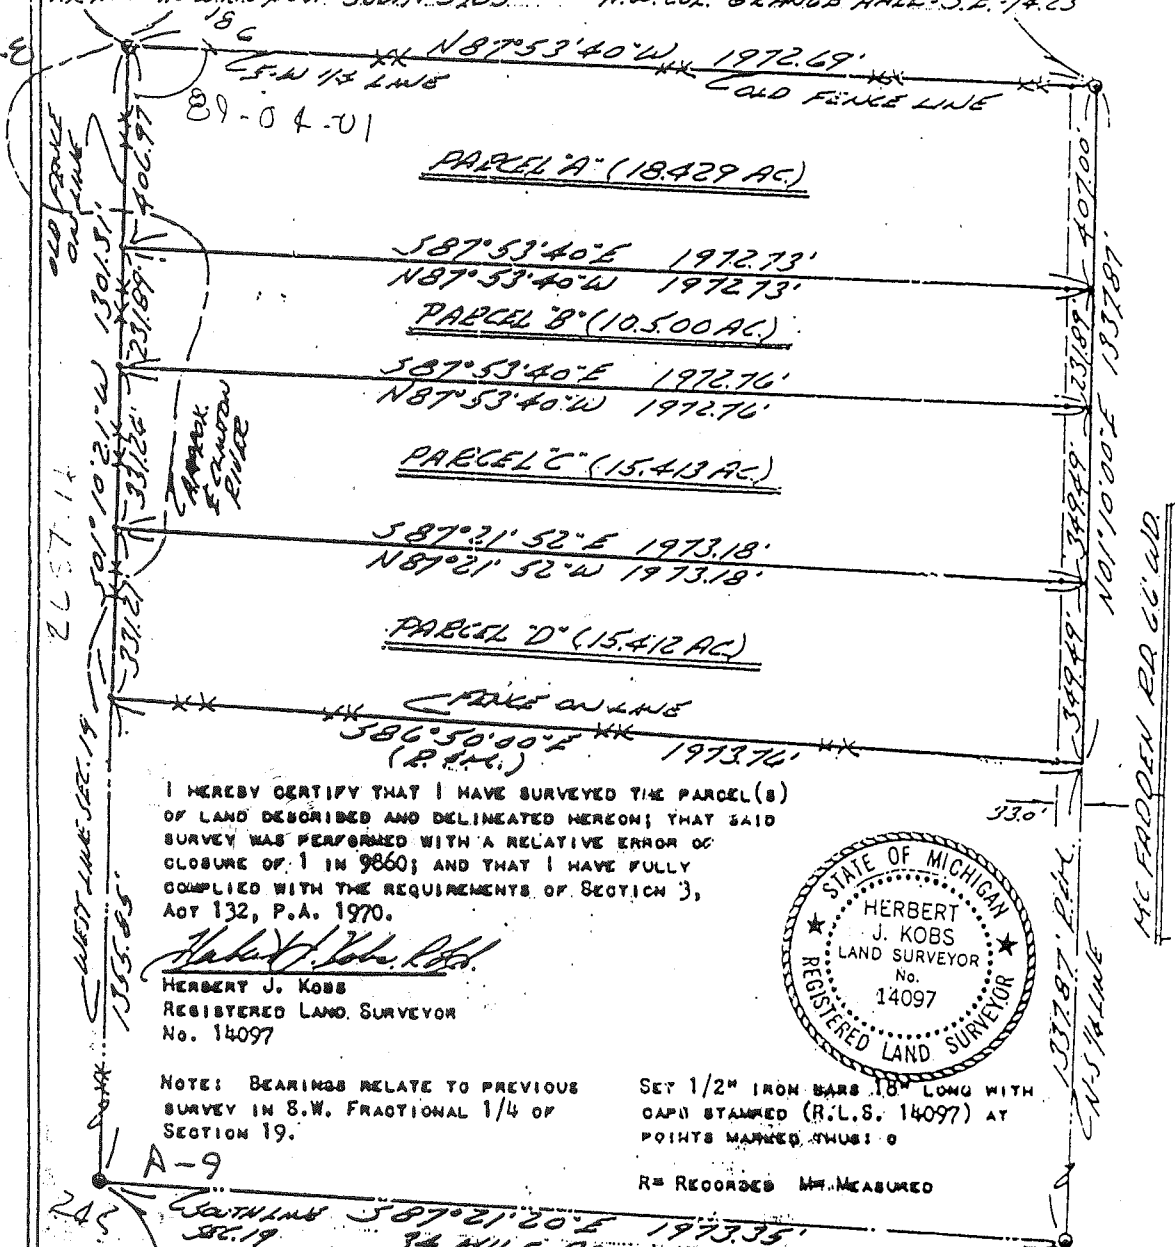 N87°53'40"W 1972.69'
OLD FENCE LINE
89-04-01
OLD FENCE
ON LINE
406.97'
407.00'
PARCEL "A" (18.429 AC.)
S87°53'40"E 1972.73'
N87°53'40"W 1972.73'
PARCEL "B" (10.500 AC.)
S87°53'40"E 1972.76'
N87°53'40"W 1972.76'
231.89'
231.89'
S01°10'21"W 1301.31'
N01°10'00"E 1337.87'
APPROX.
℄ CLINTON
RIVER
PARCEL "C" (15.413 AC.)
331.26'
349.49'
S87°21'52"E 1973.18'
N87°21'52"W 1973.18'
PARCEL "D" (15.412 AC.)
331.27'
349.49'
FENCE ON LINE
S86°50'00"E 1973.76'
(R. & M.)
MC FADDEN RD. 66' WD.
33.0'
WEST LINE SEC. 19
1365.85'
I HEREBY CERTIFY THAT I HAVE SURVEYED THE PARCEL(S)
OF LAND DESCRIBED AND DELINEATED HEREON; THAT SAID
SURVEY WAS PERFORMED WITH A RELATIVE ERROR OF
CLOSURE OF 1 IN 9860; AND THAT I HAVE FULLY
COMPLIED WITH THE REQUIREMENTS OF SECTION 3,
ACT 132, P.A. 1970.
HERBERT J. KOBS
REGISTERED LAND SURVEYOR
No. 14097
STATE OF MICHIGAN
HERBERT
J. KOBS
LAND SURVEYOR
No.
14097
REGISTERED LAND SURVEYOR
1337.87' R & M
N-S 1/4 LINE
NOTE: BEARINGS RELATE TO PREVIOUS
SURVEY IN S.W. FRACTIONAL 1/4 OF
SECTION 19.
SET 1/2" IRON BARS 18" LONG WITH
CAPS STAMPED (R.L.S. 14097) AT
POINTS MARKED THUS: O
R= RECORDED M= MEASURED
A-9
SOUTH LINE S87°21'20"E 1973.35'
SEC. 19